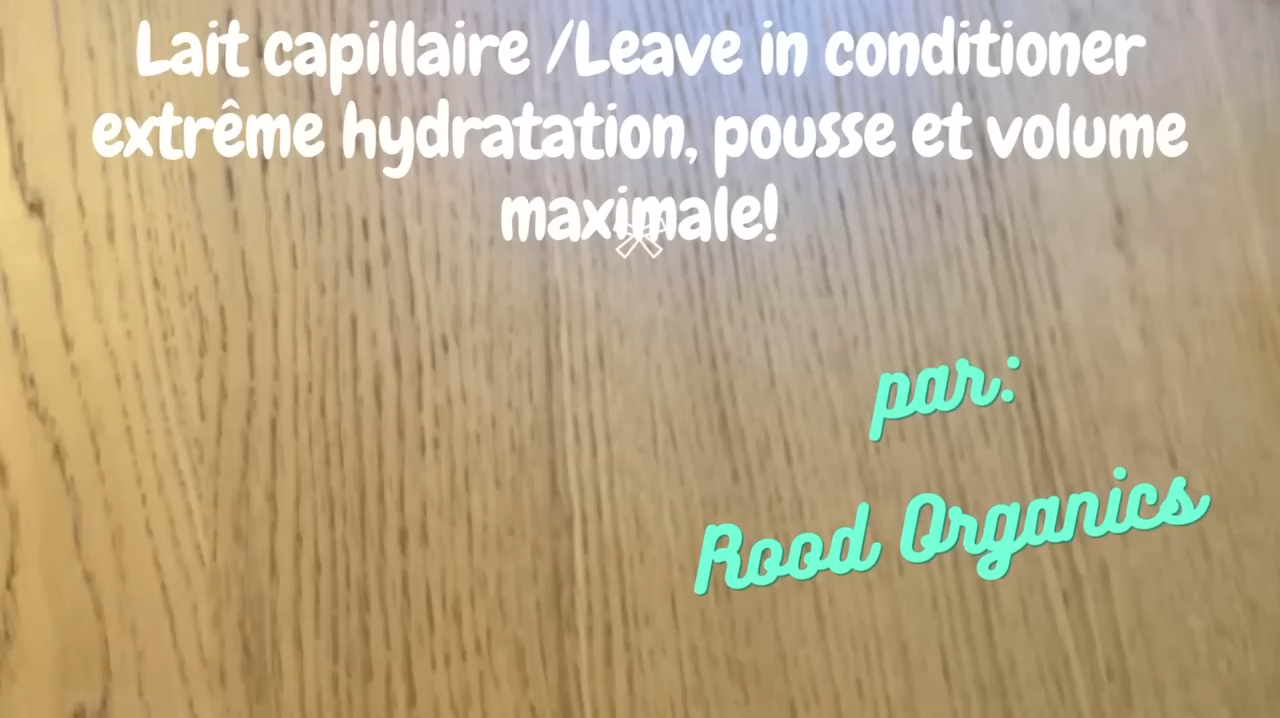 Lait capillaire /Leave in conditioner
extrême hydratation, pousse et volume
maximale!
par:
Rood Organics